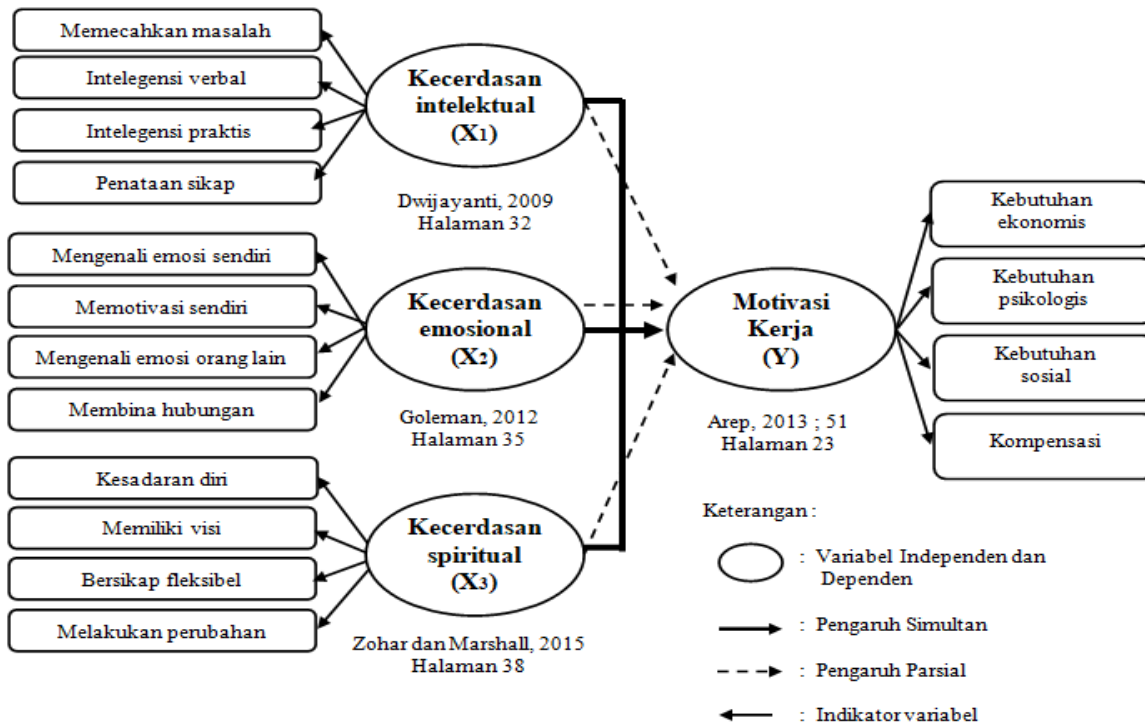 Memecahkan masalah
Intelegensi verbal
Intelegensi praktis
Penataan sikap
Kecerdasan
intelektual
(X1)
Dwijayanti, 2009
Halaman 32
Mengenali emosi sendiri
Memotivasi sendiri
Mengenali emosi orang lain
Membina hubungan
Kecerdasan
emosional
(X2)
Goleman, 2012
Halaman 35
Kesadaran diri
Memiliki visi
Bersikap fleksibel
Melakukan perubahan
Kecerdasan
spiritual
(X3)
Zohar dan Marshall, 2015
Halaman 38
Motivasi
Kerja
(Y)
Arep, 2013 ; 51
Halaman 23
Kebutuhan
ekonomis
Kebutuhan
psikologis
Kebutuhan
sosial
Kompensasi
Keterangan :
: Variabel Independen dan
Dependen
: Pengaruh Simultan
: Pengaruh Parsial
: Indikator variabel